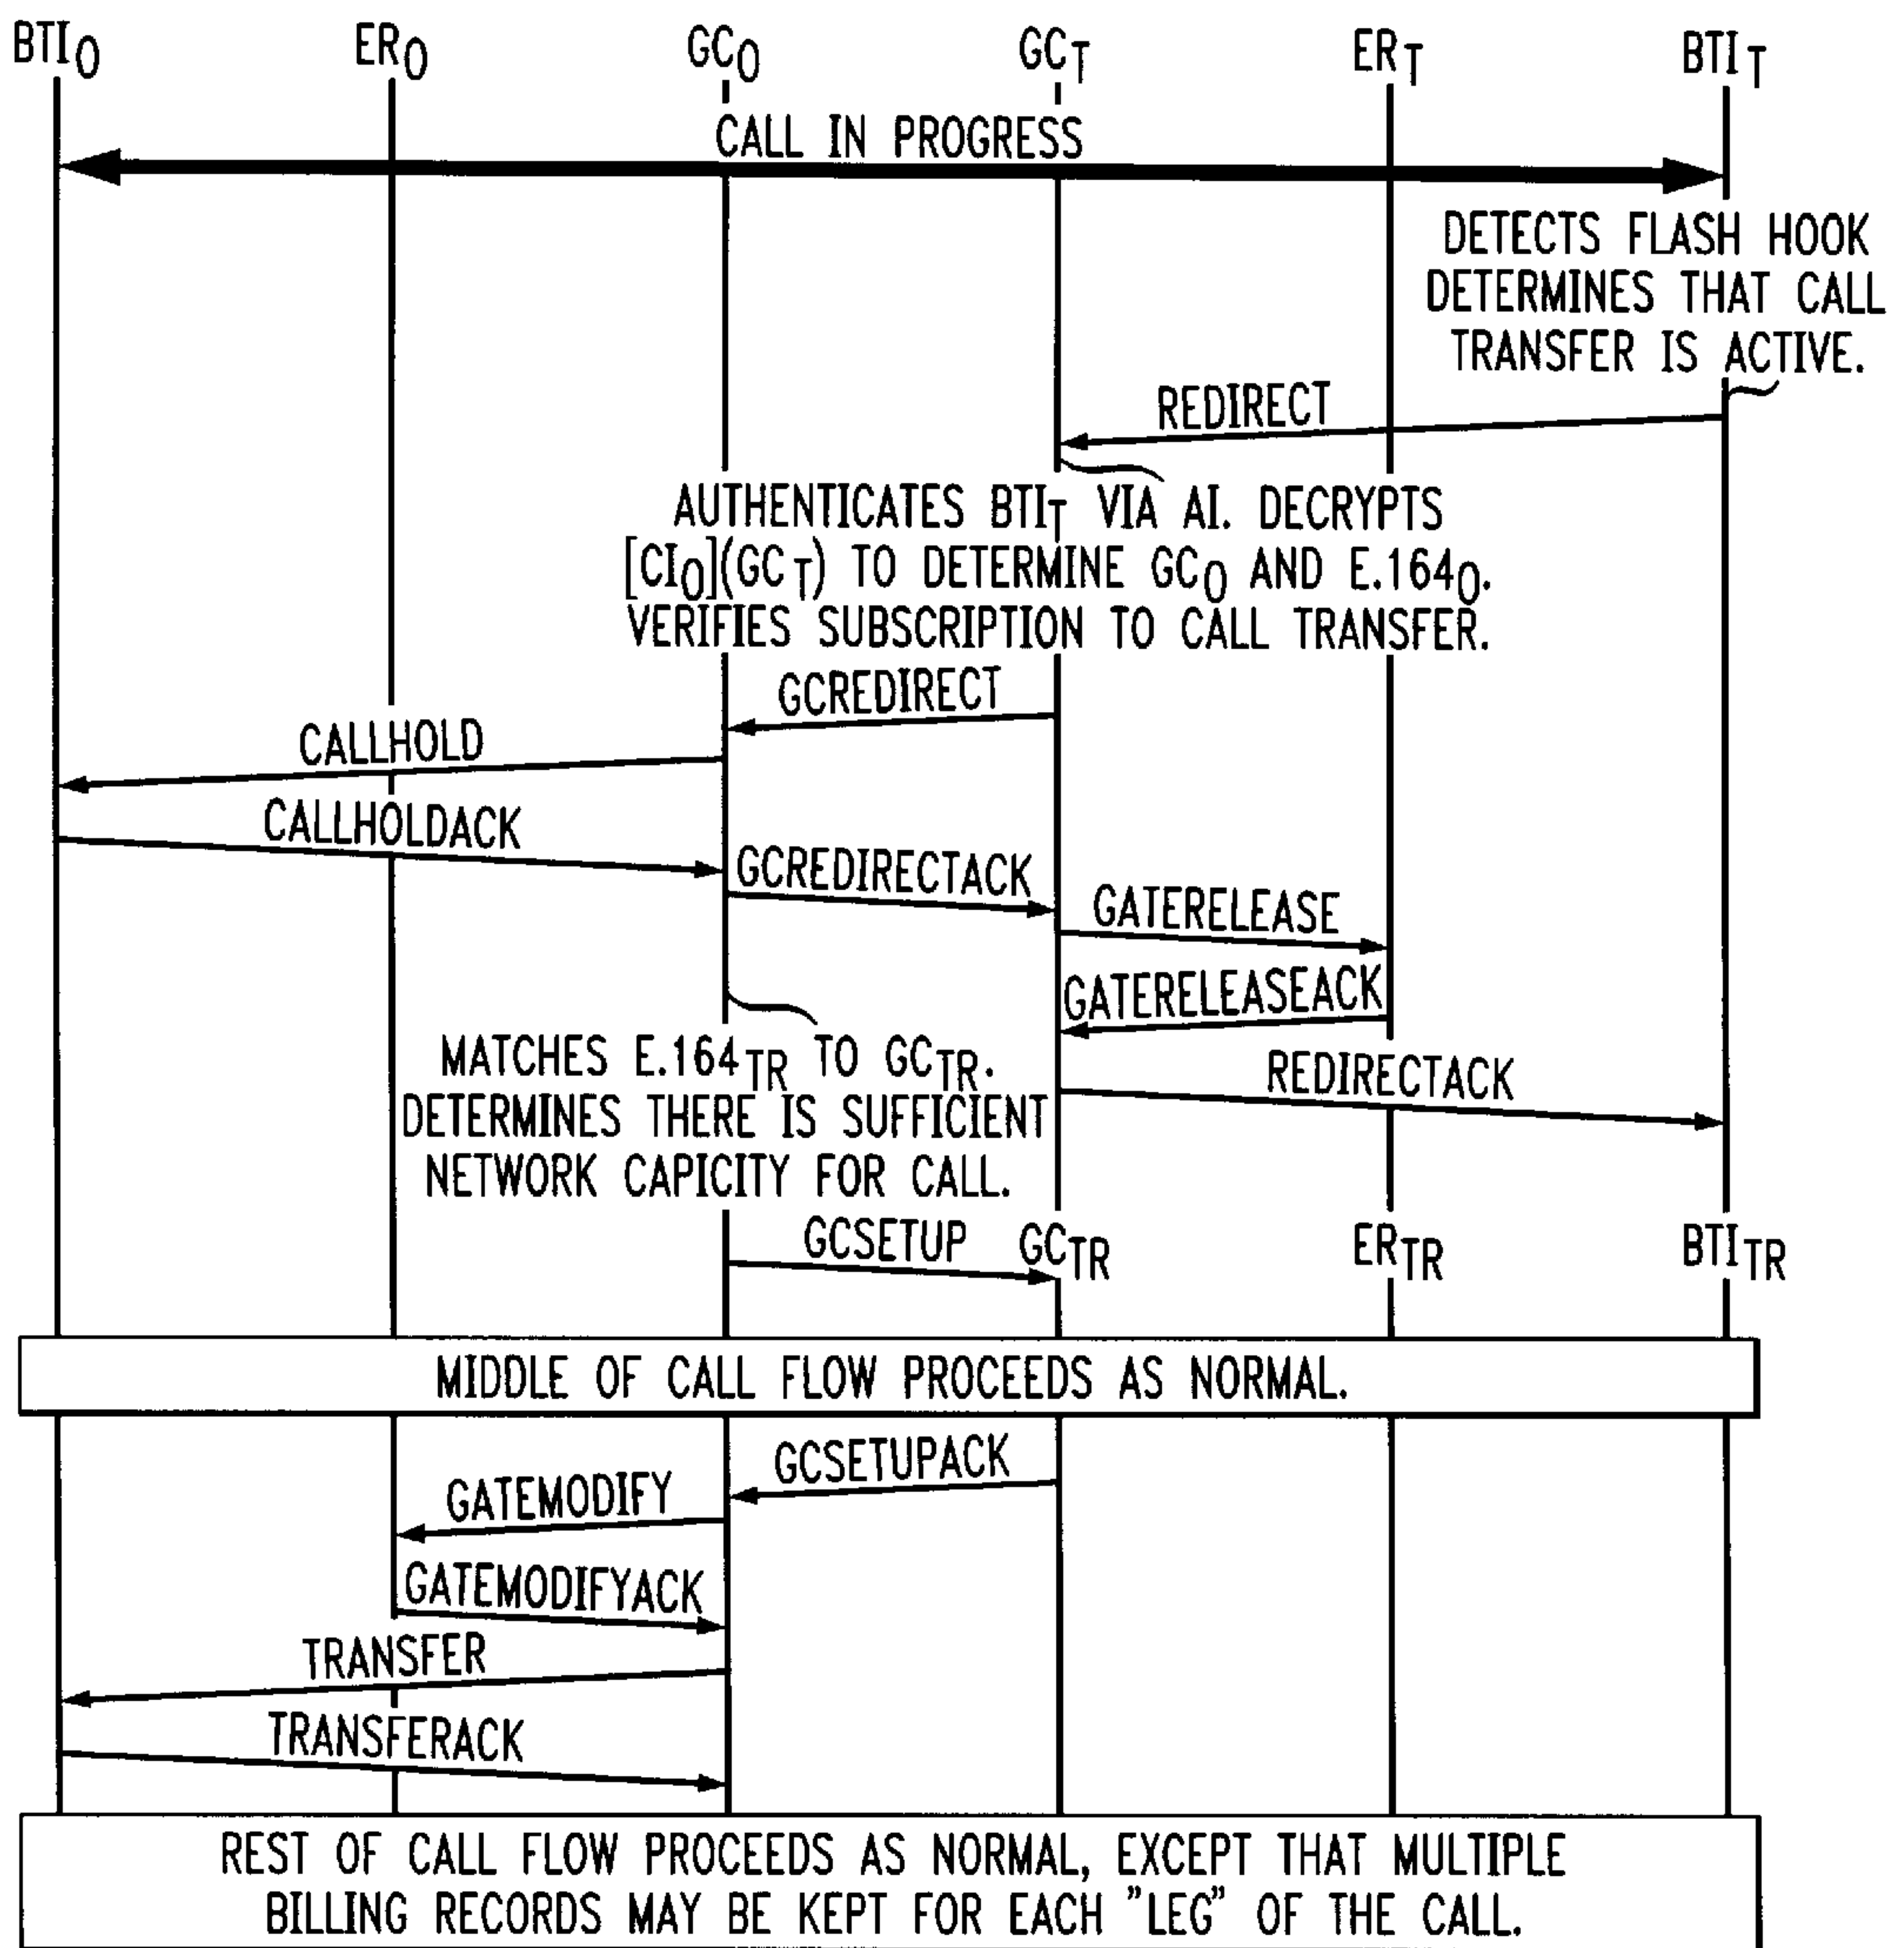 BTIO ERO GCO GCT ERT BTIT
CALL IN PROGRESS
DETECTS FLASH HOOK
DETERMINES THAT CALL
TRANSFER IS ACTIVE.
REDIRECT
AUTHENTICATES BTIT VIA AI. DECRYPTS
[CIO](GCT) TO DETERMINE GCO AND E.164O.
VERIFIES SUBSCRIPTION TO CALL TRANSFER.
GCREDIRECT
CALLHOLD
CALLHOLDACK
GCREDIRECTACK
GATERELEASE
GATERELEASEACK
MATCHES E.164TR TO GCTR.
DETERMINES THERE IS SUFFICIENT
NETWORK CAPICITY FOR CALL.
REDIRECTACK
GCSETUP GCTR ERTR BTITR
MIDDLE OF CALL FLOW PROCEEDS AS NORMAL.
GCSETUPACK
GATEMODIFY
GATEMODIFYACK
TRANSFER
TRANSFERACK
REST OF CALL FLOW PROCEEDS AS NORMAL, EXCEPT THAT MULTIPLE
BILLING RECORDS MAY BE KEPT FOR EACH "LEG" OF THE CALL.